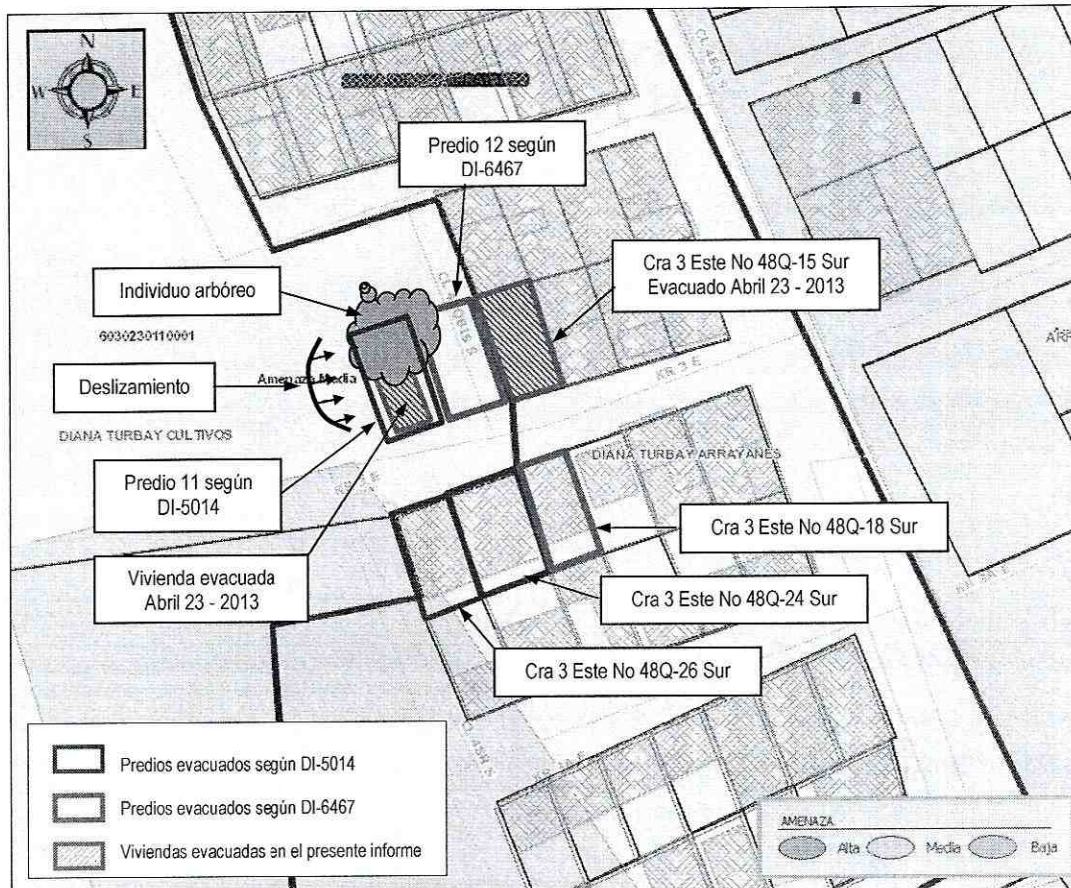 N
W E
S
CL 48Q S
Predio 12 según
DI-6467
Cra 3 Este No 48Q-15 Sur
Evacuado Abril 23 - 2013
Individuo arbóreo
6030230110001
Amenaza Media
Deslizamiento
KR 3 E
DIANA TURBAY CULTIVOS
DIANA TURBAY ARRAYANES
Predio 11 según
DI-5014
Cra 3 Este No 48Q-18 Sur
Vivienda evacuada
Abril 23 - 2013
Cra 3 Este No 48Q-24 Sur
Cra 3 Este No 48Q-26 Sur
Predios evacuados según DI-5014
Predios evacuados según DI-6467
Viviendas evacuadas en el presente informe
AMENAZA
Alta Media Baja